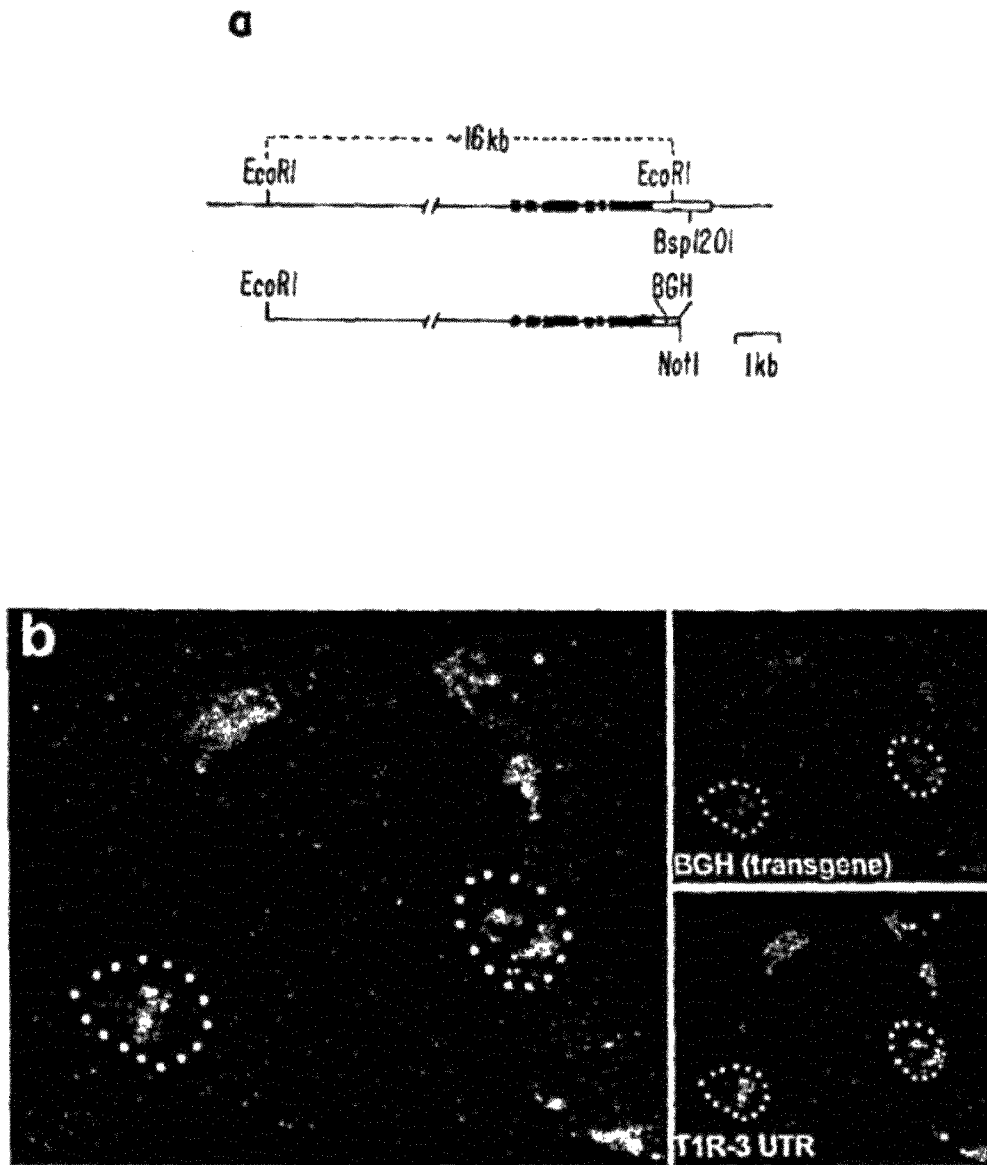 a
~16kb
EcoRI EcoRI
Bsp120I
EcoRI BGH
NotI 1kb
b
BGH (transgene)
T1R-3 UTR